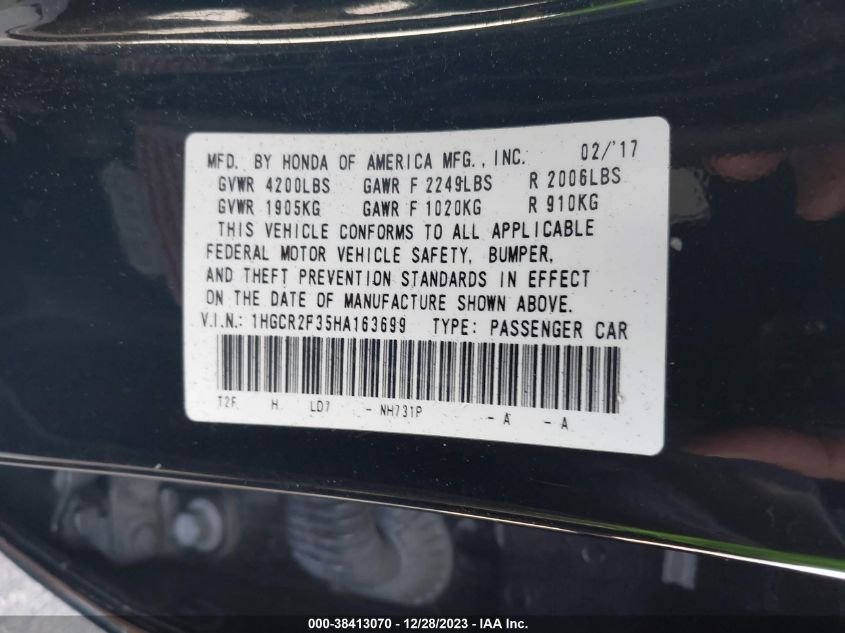 MFD. BY HONDA OF AMERICA MFG., INC. 02/'17
GVWR 4200LBS GAWR F 2249LBS R 2006LBS
GVWR 1905KG GAWR F 1020KG R 910KG
THIS VEHICLE CONFORMS TO ALL APPLICABLE
FEDERAL MOTOR VEHICLE SAFETY, BUMPER,
AND THEFT PREVENTION STANDARDS IN EFFECT
ON THE DATE OF MANUFACTURE SHOWN ABOVE.
V.I.N.: 1HGCR2F35HA163699 TYPE: PASSENGER CAR
T2F H LD7 - NH731P - A - A
000-38413070 - 12/28/2023 - IAA Inc.